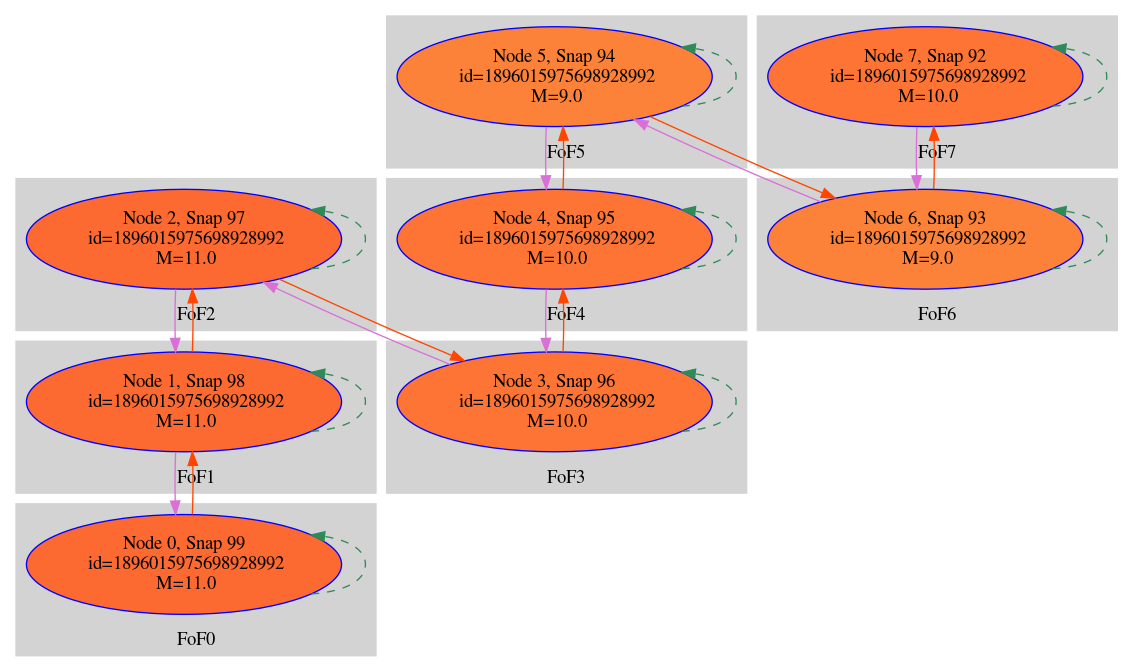 Node 5, Snap 94
id=1896015975698928992
M=9.0
FoF5
Node 7, Snap 92
id=1896015975698928992
M=10.0
FoF7
Node 2, Snap 97
id=1896015975698928992
M=11.0
FoF2
Node 4, Snap 95
id=1896015975698928992
M=10.0
FoF4
Node 6, Snap 93
id=1896015975698928992
M=9.0
FoF6
Node 1, Snap 98
id=1896015975698928992
M=11.0
FoF1
Node 3, Snap 96
id=1896015975698928992
M=10.0
FoF3
Node 0, Snap 99
id=1896015975698928992
M=11.0
FoF0